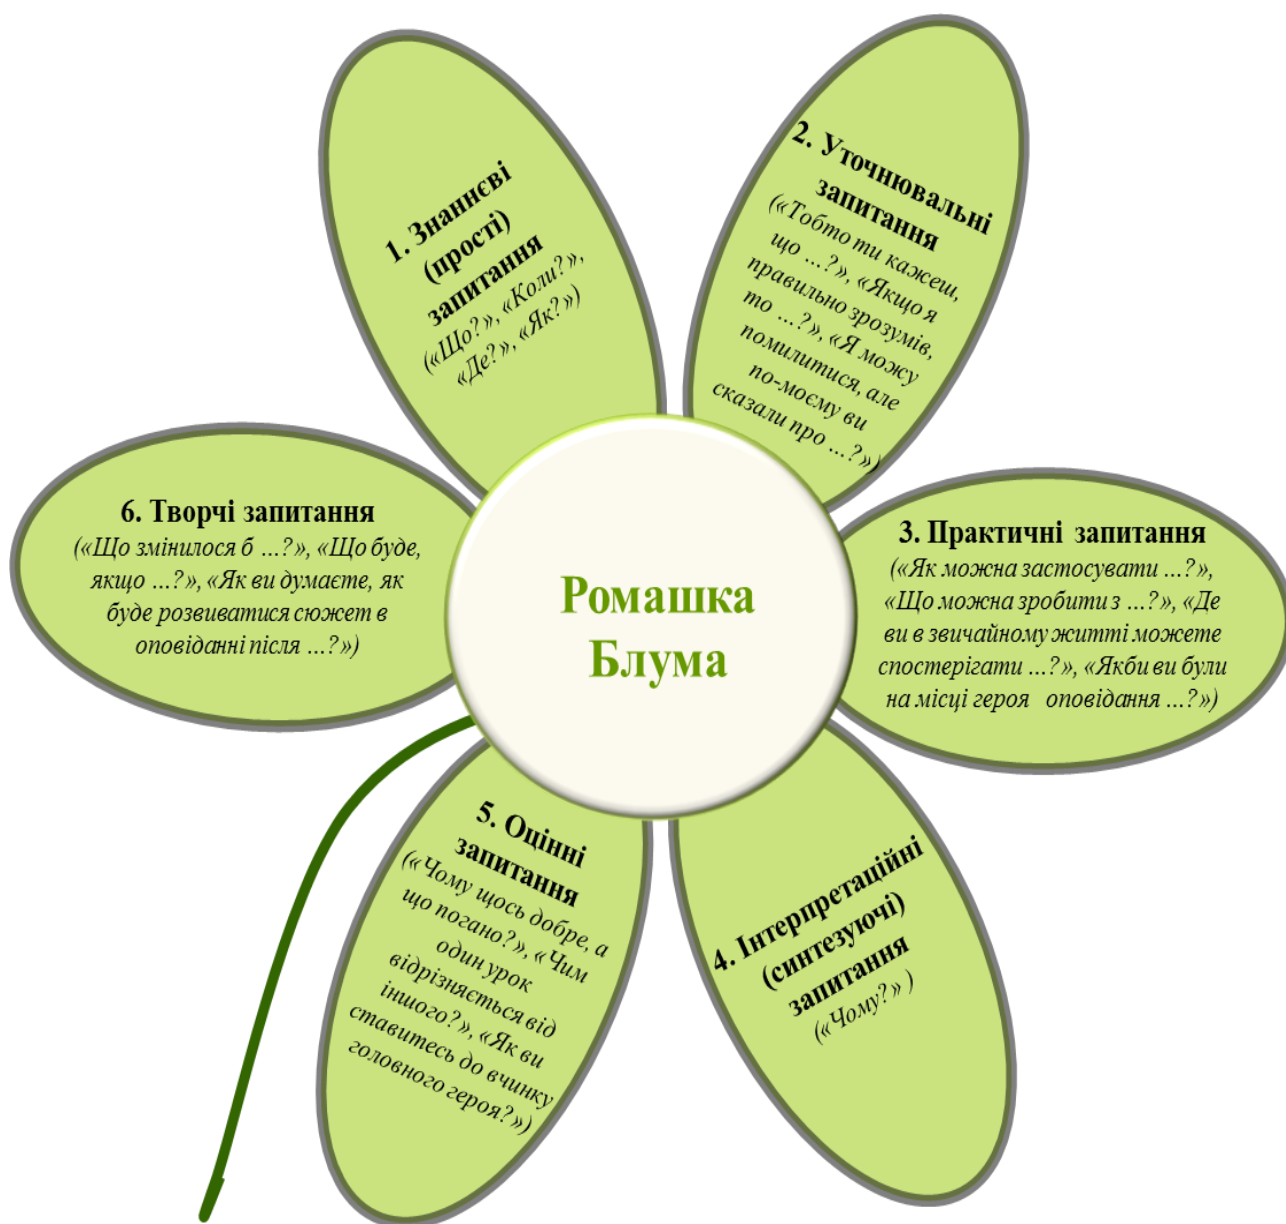 Ромашка
Блума
1. Знаннєві
(прості)
запитання
(«Що?», «Коли?»,
«Де?», «Як?»)
2. Уточнювальні
запитання
(«Тобто ти кажеш,
що ...?», «Якщо я
правильно зрозумів,
то ...?», «Я можу
помилитися, але
по-моєму ви
сказали про ...?»)
3. Практичні запитання
(«Як можна застосувати ...?»,
«Що можна зробити з ...?», «Де
ви в звичайному житті можете
спостерігати ...?», «Якби ви були
на місці героя оповідання ...?»)
4. Інтерпретаційні
(синтезуючі)
запитання
(«Чому?» )
5. Оцінні
запитання
(«Чому щось добре, а
що погано?», «Чим
один урок
відрізняється від
іншого?», «Як ви
ставитесь до вчинку
головного героя?»)
6. Творчі запитання
(«Що змінилося б ...?», «Що буде,
якщо ...?», «Як ви думаєте, як
буде розвиватися сюжет в
оповіданні після ...?»)